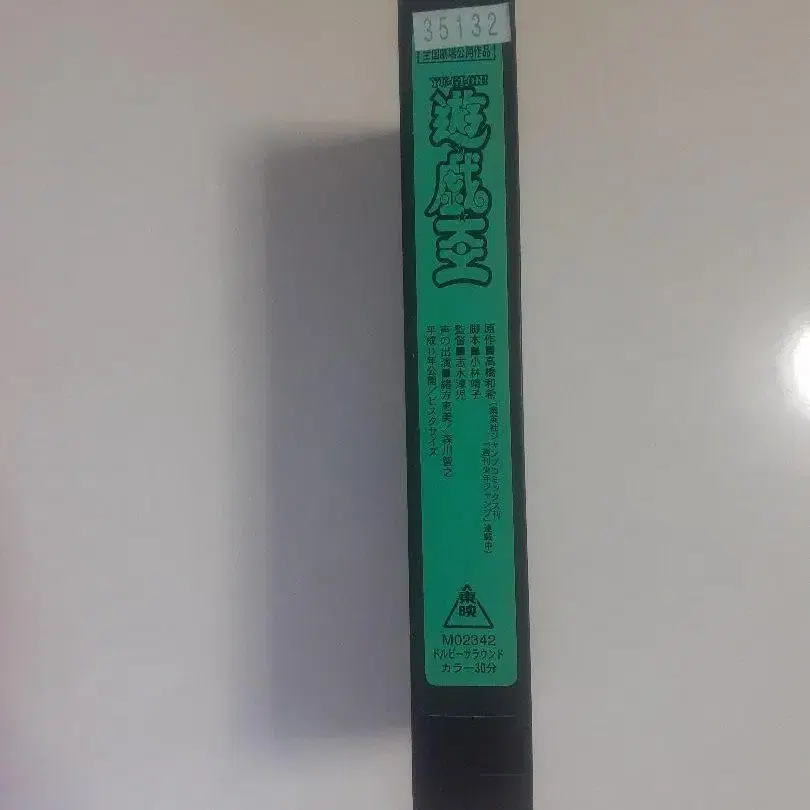 35132
全国劇場公開作品
YU-GI-OH!
遊戯王
原作■高橋和希(集英社ジャンプコミックス刊
「週刊少年ジャンプ」連載中)
脚本■小林靖子
監督■志水淳児
声の出演■緒方恵美/森川智之
平成11年公開/ビスタサイズ
東映
M02342
ドルビーサラウンド
カラー30分